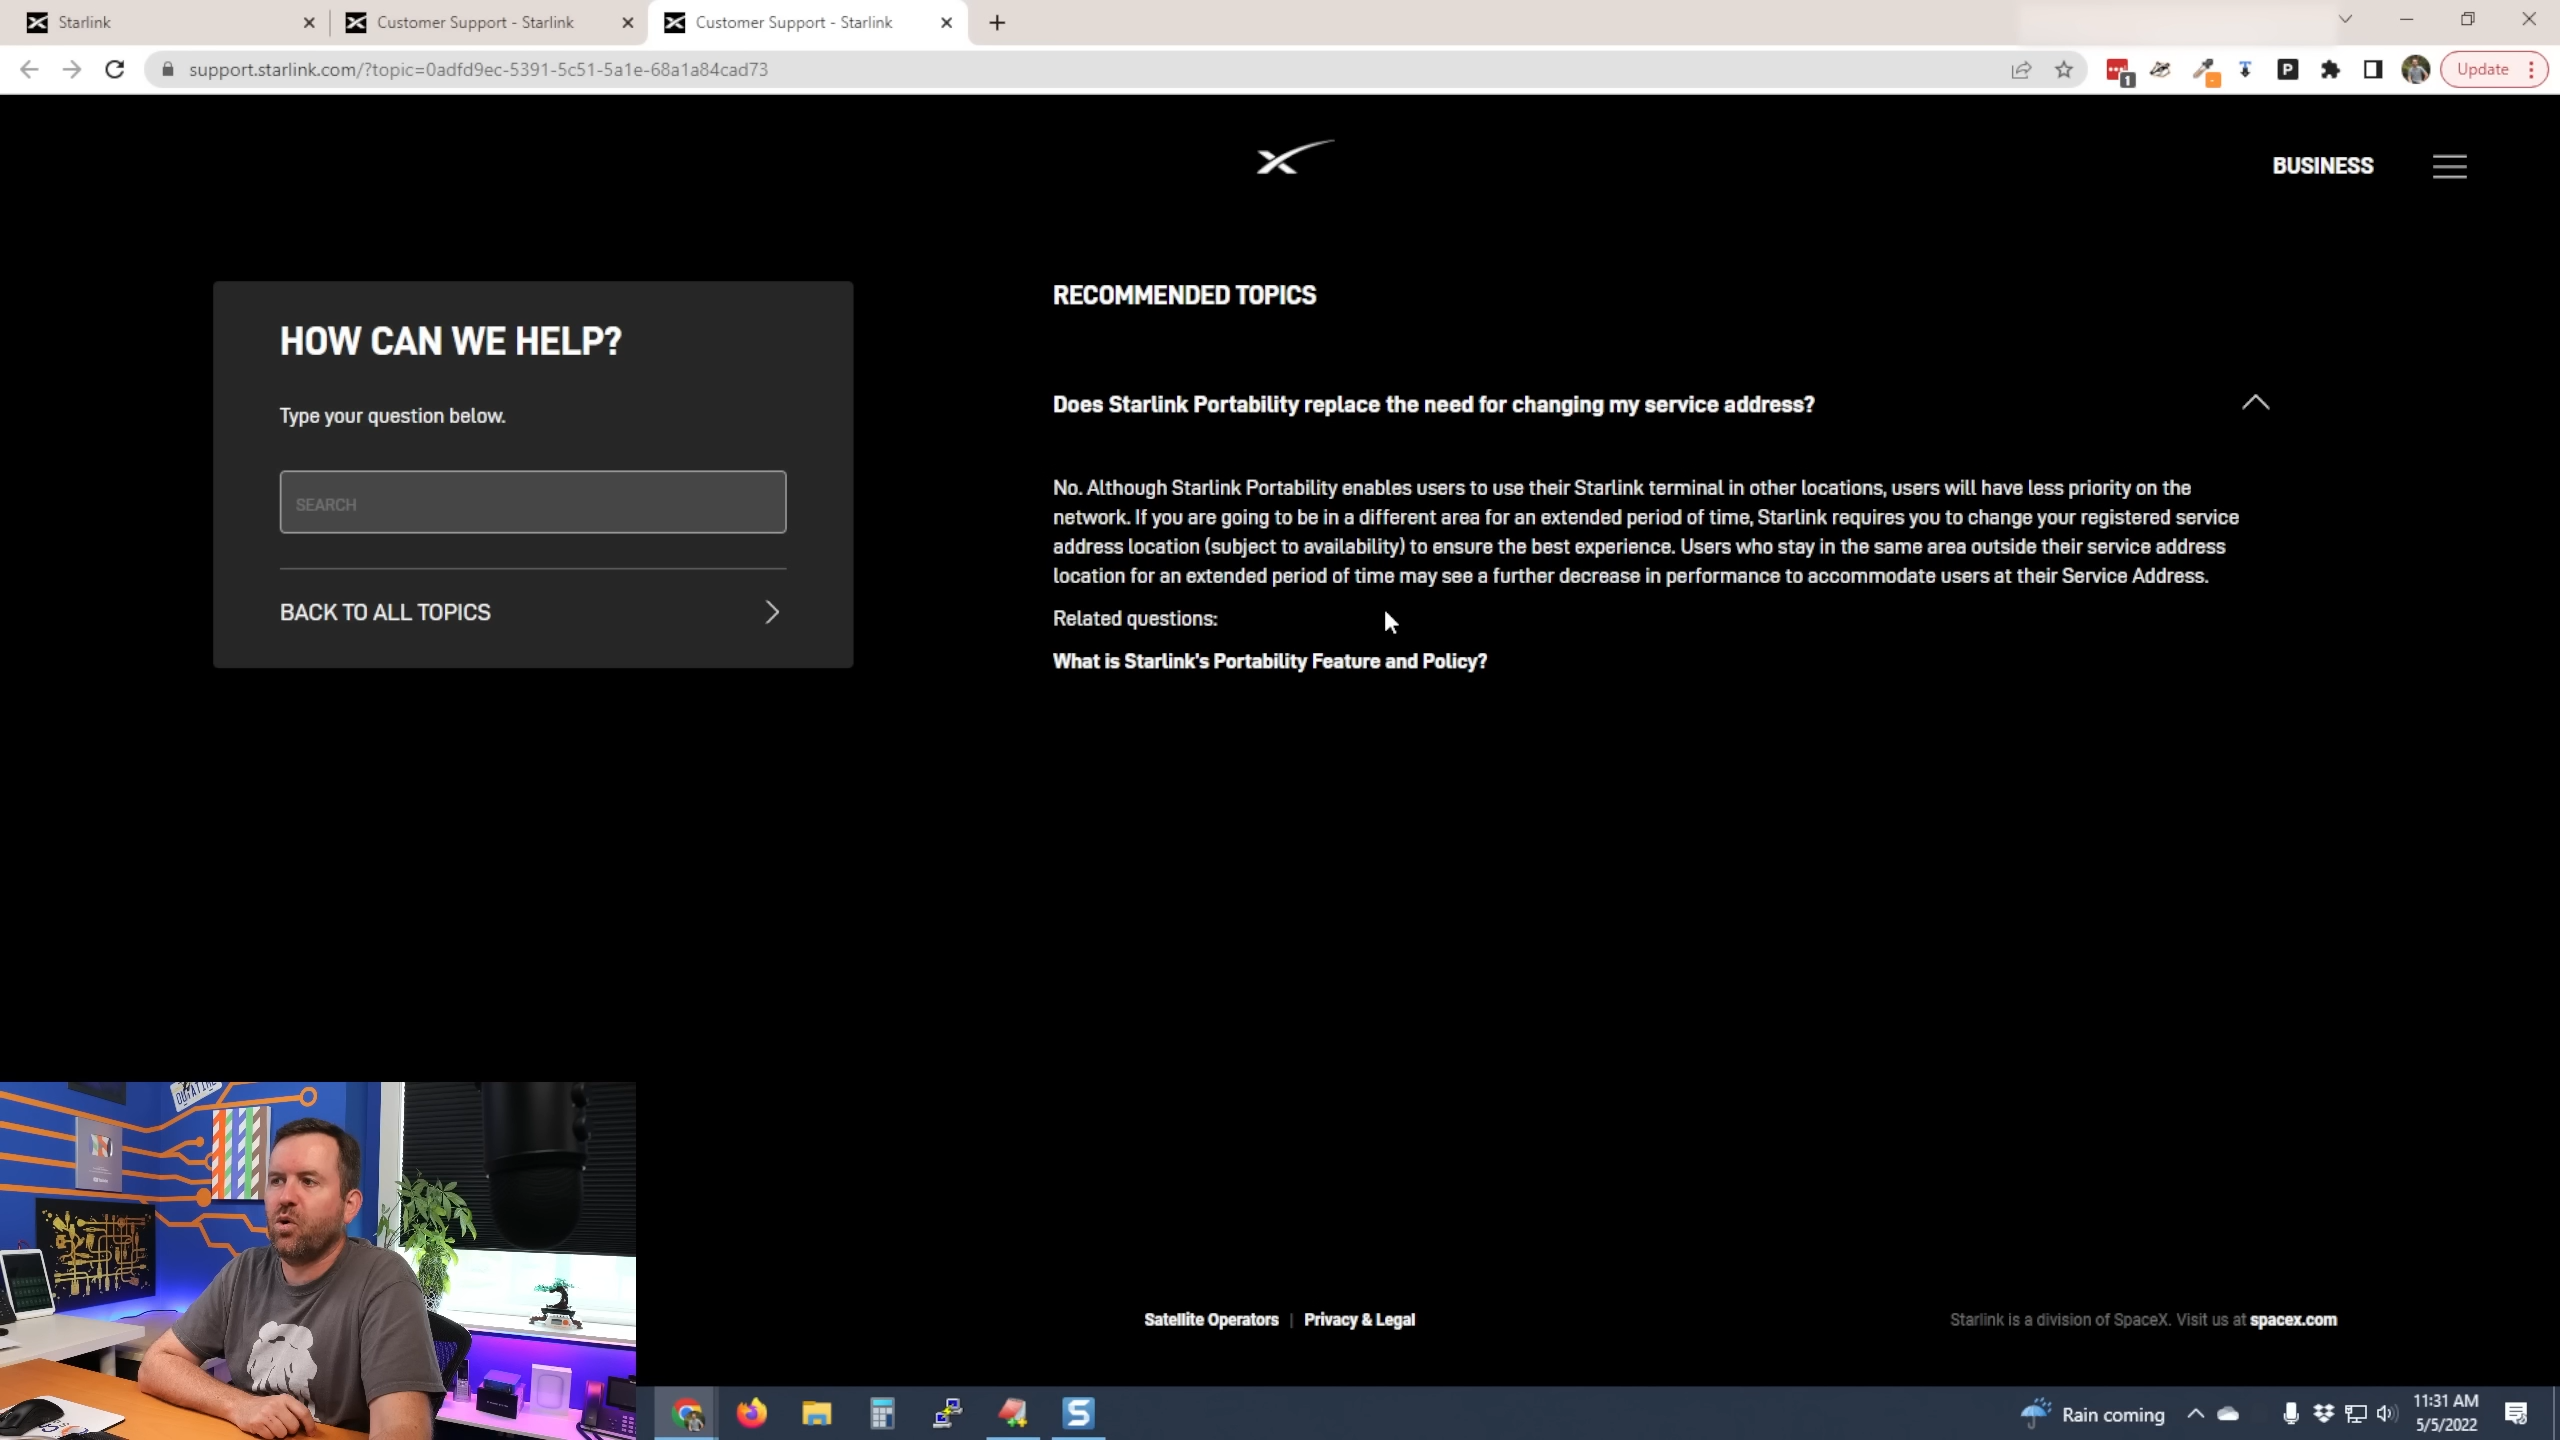 Starlink
Customer Support - Starlink
Customer Support - Starlink
support.starlink.com/?topic=0adfd9ec-5391-5c51-5a1e-68a1a84cad73
1
P
Update
BUSINESS
HOW CAN WE HELP?
Type your question below.
SEARCH
BACK TO ALL TOPICS
RECOMMENDED TOPICS
Does Starlink Portability replace the need for changing my service address?
No. Although Starlink Portability enables users to use their Starlink terminal in other locations, users will have less priority on the
network. If you are going to be in a different area for an extended period of time, Starlink requires you to change your registered service
address location (subject to availability) to ensure the best experience. Users who stay in the same area outside their service address
location for an extended period of time may see a further decrease in performance to accommodate users at their Service Address.
Related questions:
What is Starlink's Portability Feature and Policy?
Satellite Operators | Privacy & Legal
Starlink is a division of SpaceX. Visit us at spacex.com
S
Rain coming
11:31 AM
5/5/2022